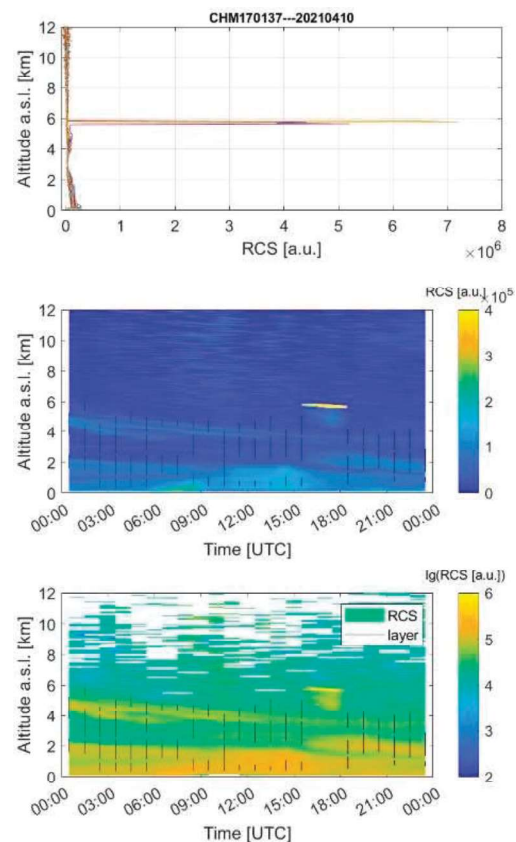 CHM170137---20210410
12
10
8
6
4
2
0
Altitude a.s.l. [km]
0 1 2 3 4 5 6 7 8
RCS [a.u.]
×10⁶
RCS [a.u.]×10⁵
12
10
8
6
4
2
0
Altitude a.s.l. [km]
4
3
2
1
0
00:00 03:00 06:00 09:00 12:00 15:00 18:00 21:00 00:00
Time [UTC]
lg(RCS [a.u.])
12
10
8
6
4
2
0
Altitude a.s.l. [km]
RCS
layer
6
5
4
3
2
00:00 03:00 06:00 09:00 12:00 15:00 18:00 21:00 00:00
Time [UTC]